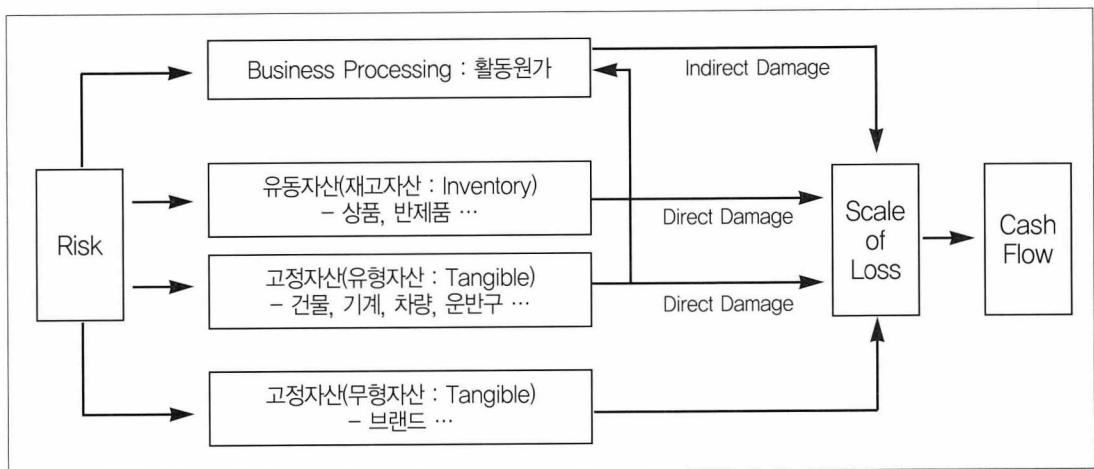 Business Processing : 활동원가
Indirect Damage
유동자산(재고자산 : Inventory)
– 상품, 반제품 …
Direct Damage
Risk
고정자산(유형자산 : Tangible)
– 건물, 기계, 차량, 운반구 …
Direct Damage
Scale
of
Loss
Cash
Flow
고정자산(무형자산 : Tangible)
– 브랜드 …